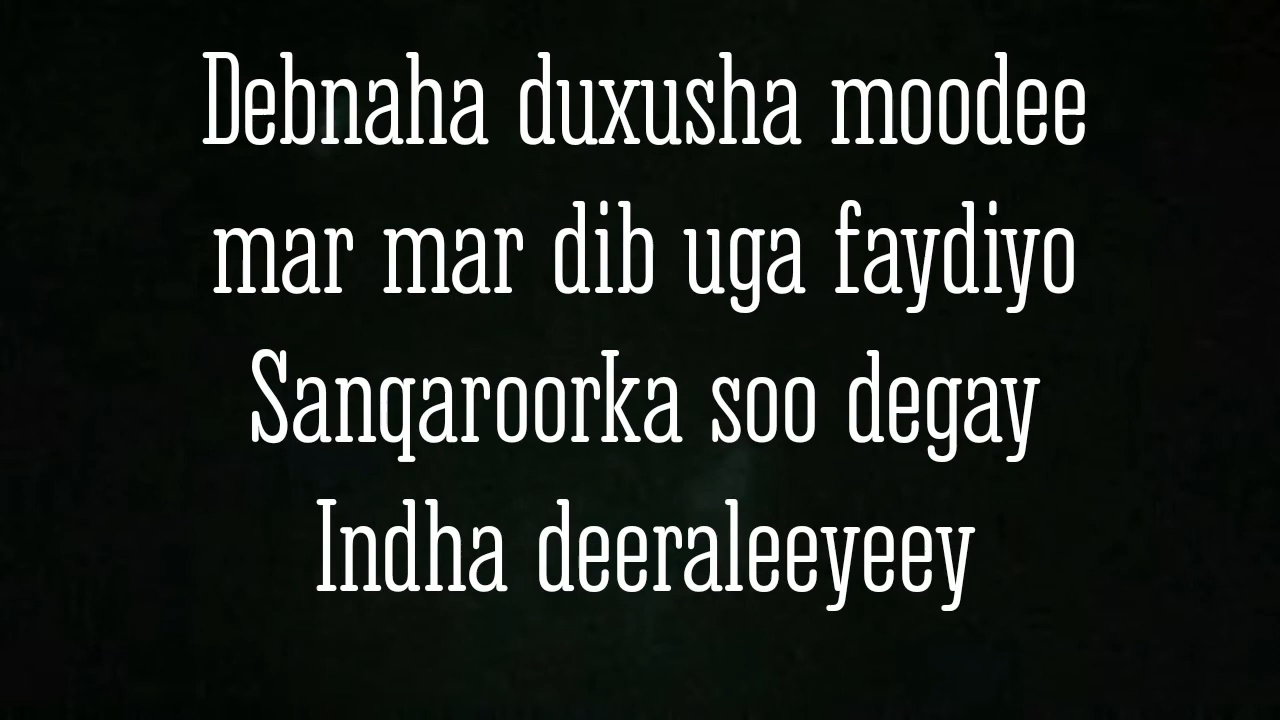 Debnaha duxusha moodee
mar mar dib uga faydiyo
Sanqaroorka soo degay
Indha deeraleeyeey